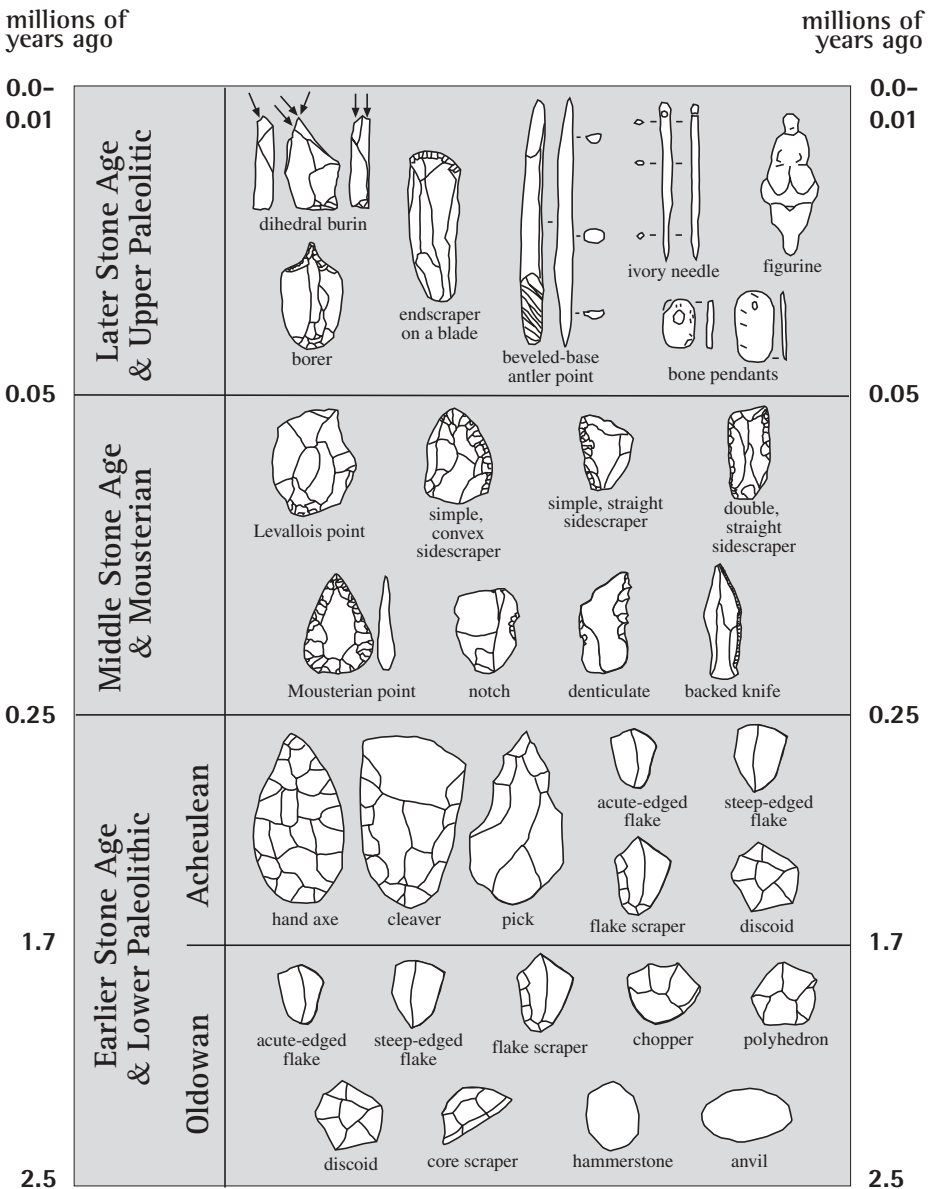 millions of
years ago
millions of
years ago
0.0–
0.01
0.0–
0.01
Later Stone Age
& Upper Paleolitic
dihedral burin
borer
endscraper
on a blade
beveled-base
antler point
ivory needle
figurine
bone pendants
0.05
0.05
Middle Stone Age
& Mousterian
Levallois point
simple,
convex
sidescraper
simple, straight
sidescraper
double,
straight
sidescraper
Mousterian point
notch
denticulate
backed knife
0.25
0.25
Earlier Stone Age
& Lower Paleolithic
Acheulean
hand axe
cleaver
pick
acute-edged
flake
steep-edged
flake
flake scraper
discoid
1.7
1.7
Oldowan
acute-edged
flake
steep-edged
flake
flake scraper
chopper
polyhedron
discoid
core scraper
hammerstone
anvil
2.5
2.5